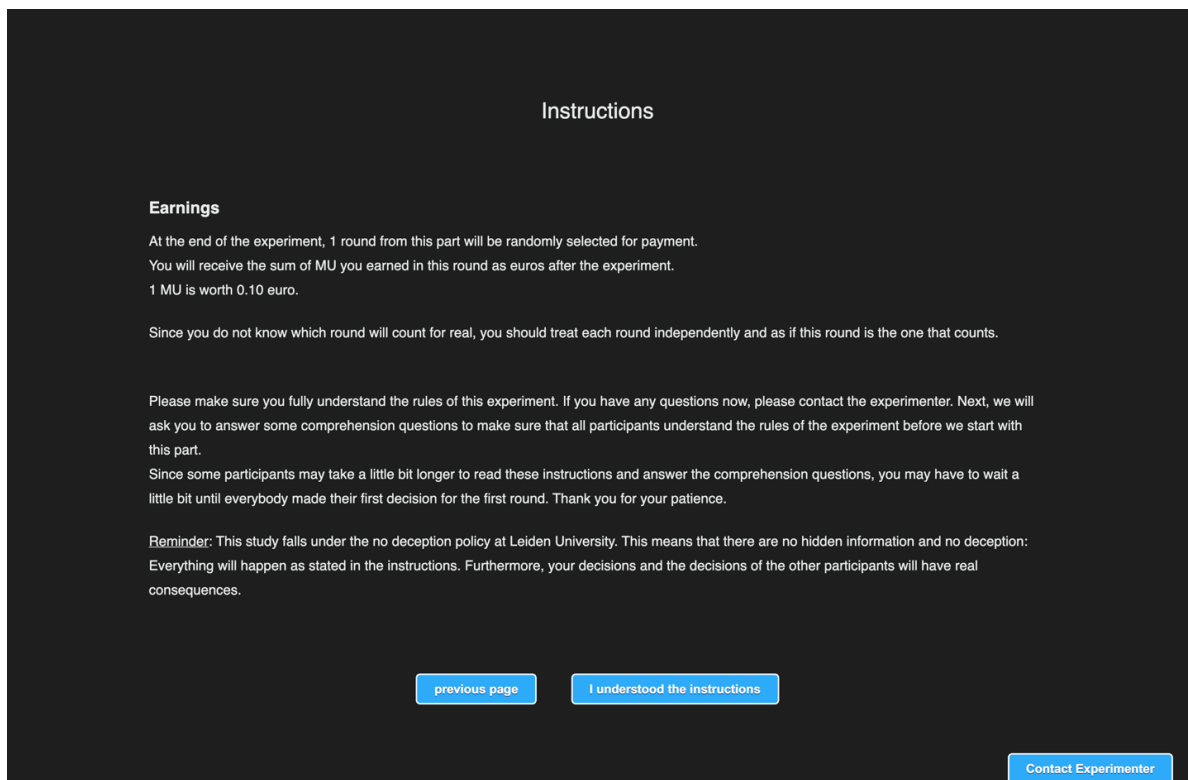 Instructions
Earnings
At the end of the experiment, 1 round from this part will be randomly selected for payment.
You will receive the sum of MU you earned in this round as euros after the experiment.
1 MU is worth 0.10 euro.
Since you do not know which round will count for real, you should treat each round independently and as if this round is the one that counts.
Please make sure you fully understand the rules of this experiment. If you have any questions now, please contact the experimenter. Next, we will
ask you to answer some comprehension questions to make sure that all participants understand the rules of the experiment before we start with
this part.
Since some participants may take a little bit longer to read these instructions and answer the comprehension questions, you may have to wait a
little bit until everybody made their first decision for the first round. Thank you for your patience.
Reminder: This study falls under the no deception policy at Leiden University. This means that there are no hidden information and no deception:
Everything will happen as stated in the instructions. Furthermore, your decisions and the decisions of the other participants will have real
consequences.
previous page
I understood the instructions
Contact Experimenter